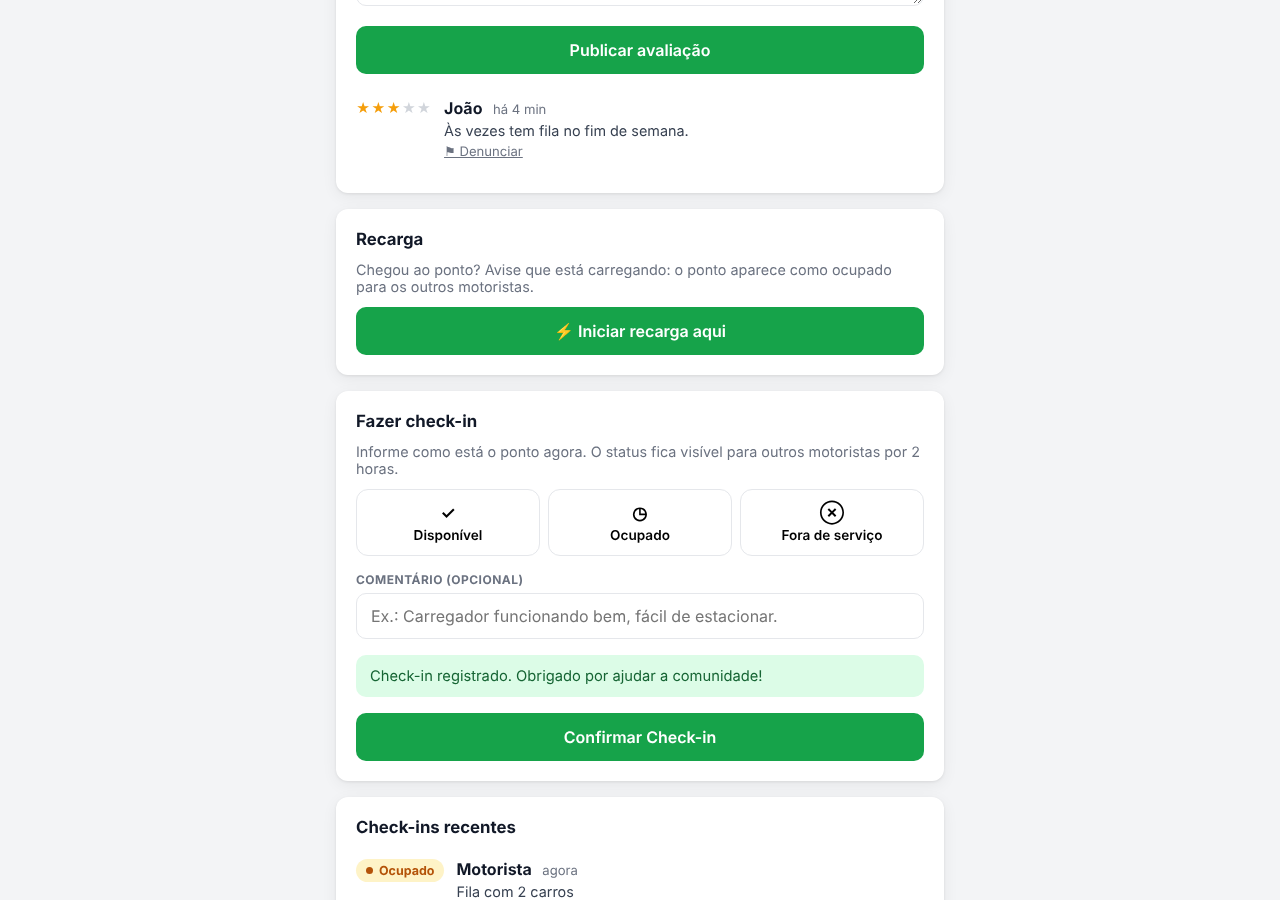 Publicar avaliação
★★★★★ João há 4 min
Às vezes tem fila no fim de semana.
⚑ Denunciar
Recarga
Chegou ao ponto? Avise que está carregando: o ponto aparece como ocupado
para os outros motoristas.
⚡ Iniciar recarga aqui
Fazer check-in
Informe como está o ponto agora. O status fica visível para outros motoristas por 2
horas.
Disponível
Ocupado
Fora de serviço
COMENTÁRIO (OPCIONAL)
Ex.: Carregador funcionando bem, fácil de estacionar.
Check-in registrado. Obrigado por ajudar a comunidade!
Confirmar Check-in
Check-ins recentes
Ocupado Motorista agora
Fila com 2 carros